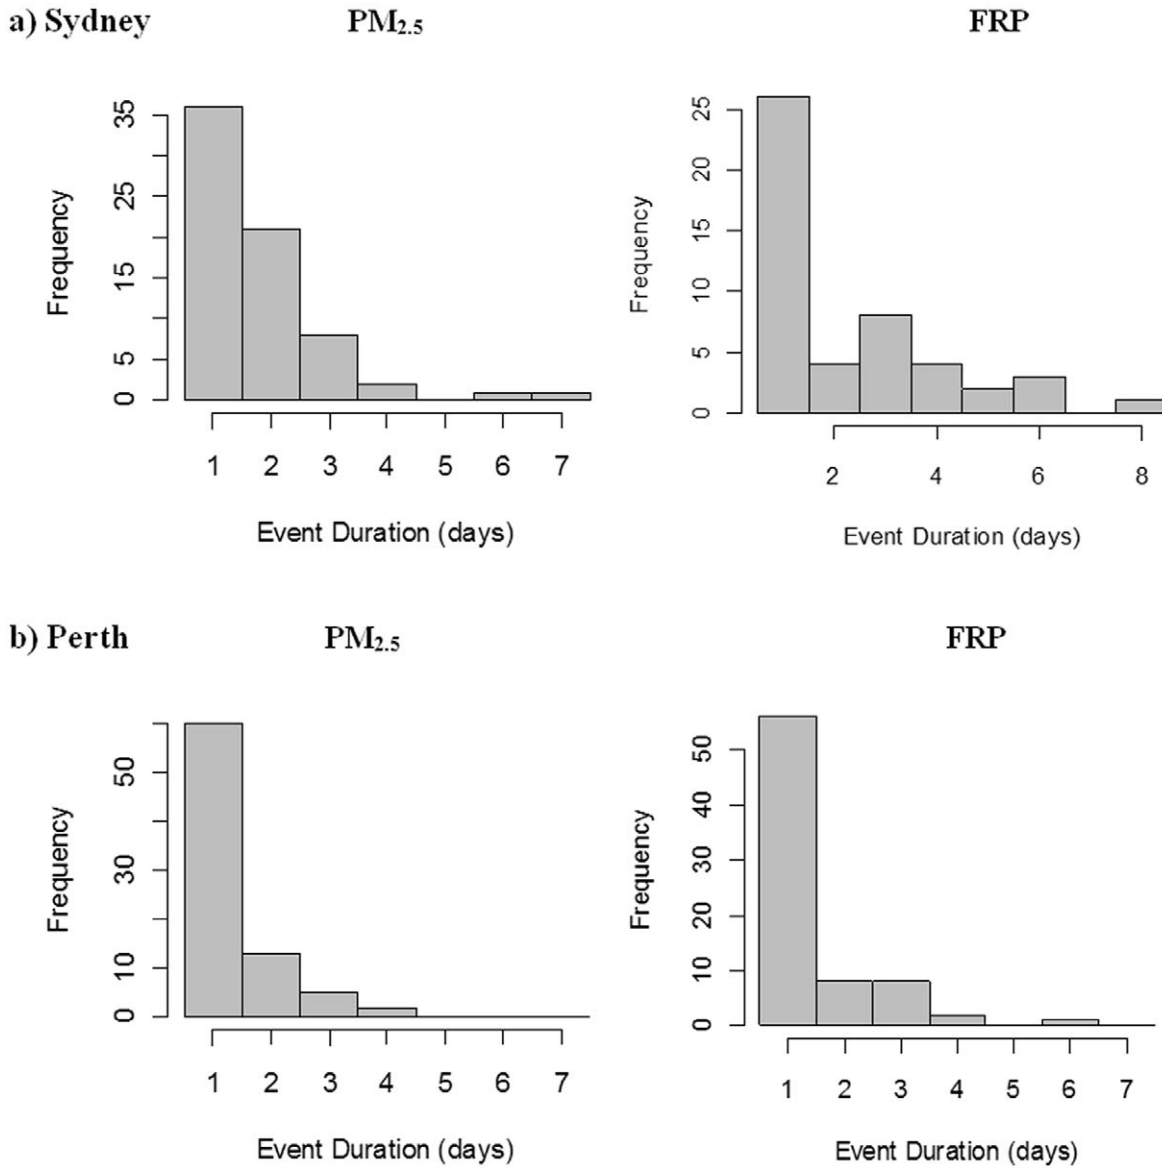 a) Sydney PM2.5 FRP
35
25
15
5
0
Frequency
1 2 3 4 5 6 7
Event Duration (days)
25
20
15
10
5
0
Frequency
2 4 6 8
Event Duration (days)
b) Perth PM2.5 FRP
50
30
10
0
Frequency
1 2 3 4 5 6 7
Event Duration (days)
50
40
30
20
10
0
Frequency
1 2 3 4 5 6 7
Event Duration (days)